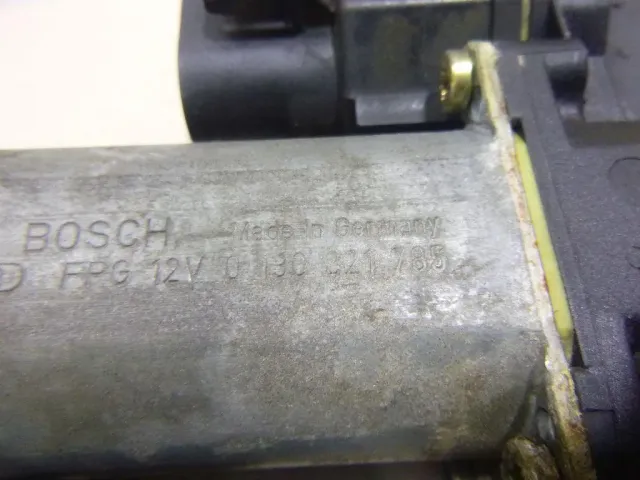 BOSCH Made in Germany
D FPG 12V 0 130 821 785